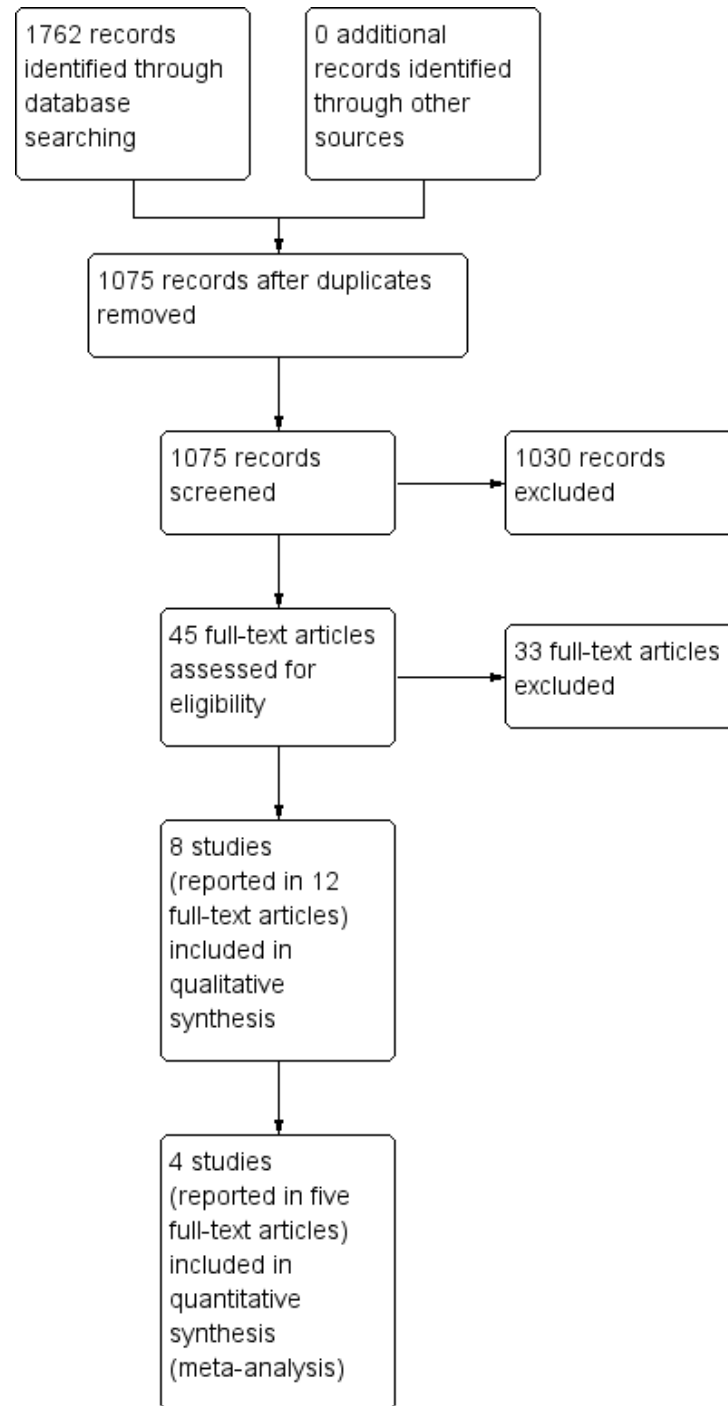 1762 records
identified through
database
searching
0 additional
records identified
through other
sources
1075 records after duplicates
removed
1075 records
screened
1030 records
excluded
45 full-text articles
assessed for
eligibility
33 full-text articles
excluded
8 studies
(reported in 12
full-text articles)
included in
qualitative
synthesis
4 studies
(reported in five
full-text articles)
included in
quantitative
synthesis
(meta-analysis)